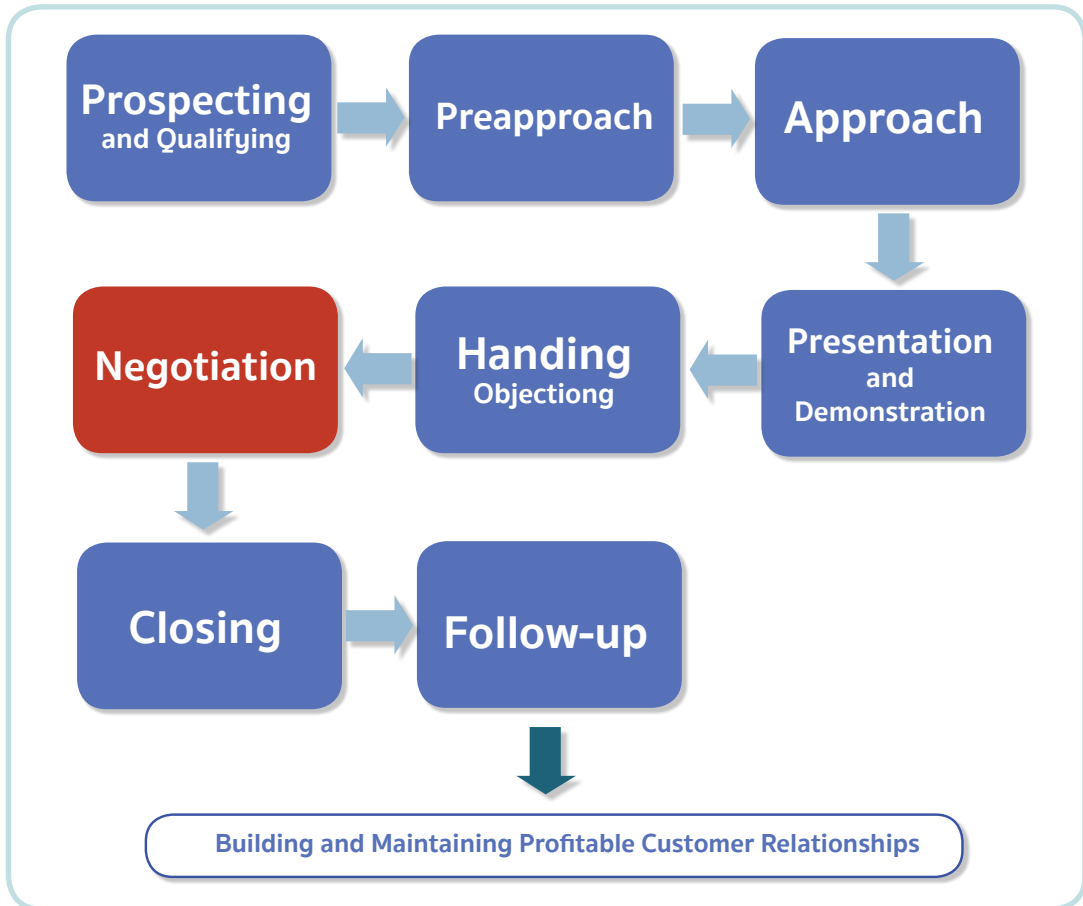 Prospecting
and Qualifying
Preapproach
Approach
Presentation
and
Demonstration
Handing
Objectiong
Negotiation
Closing
Follow-up
Building and Maintaining Profitable Customer Relationships